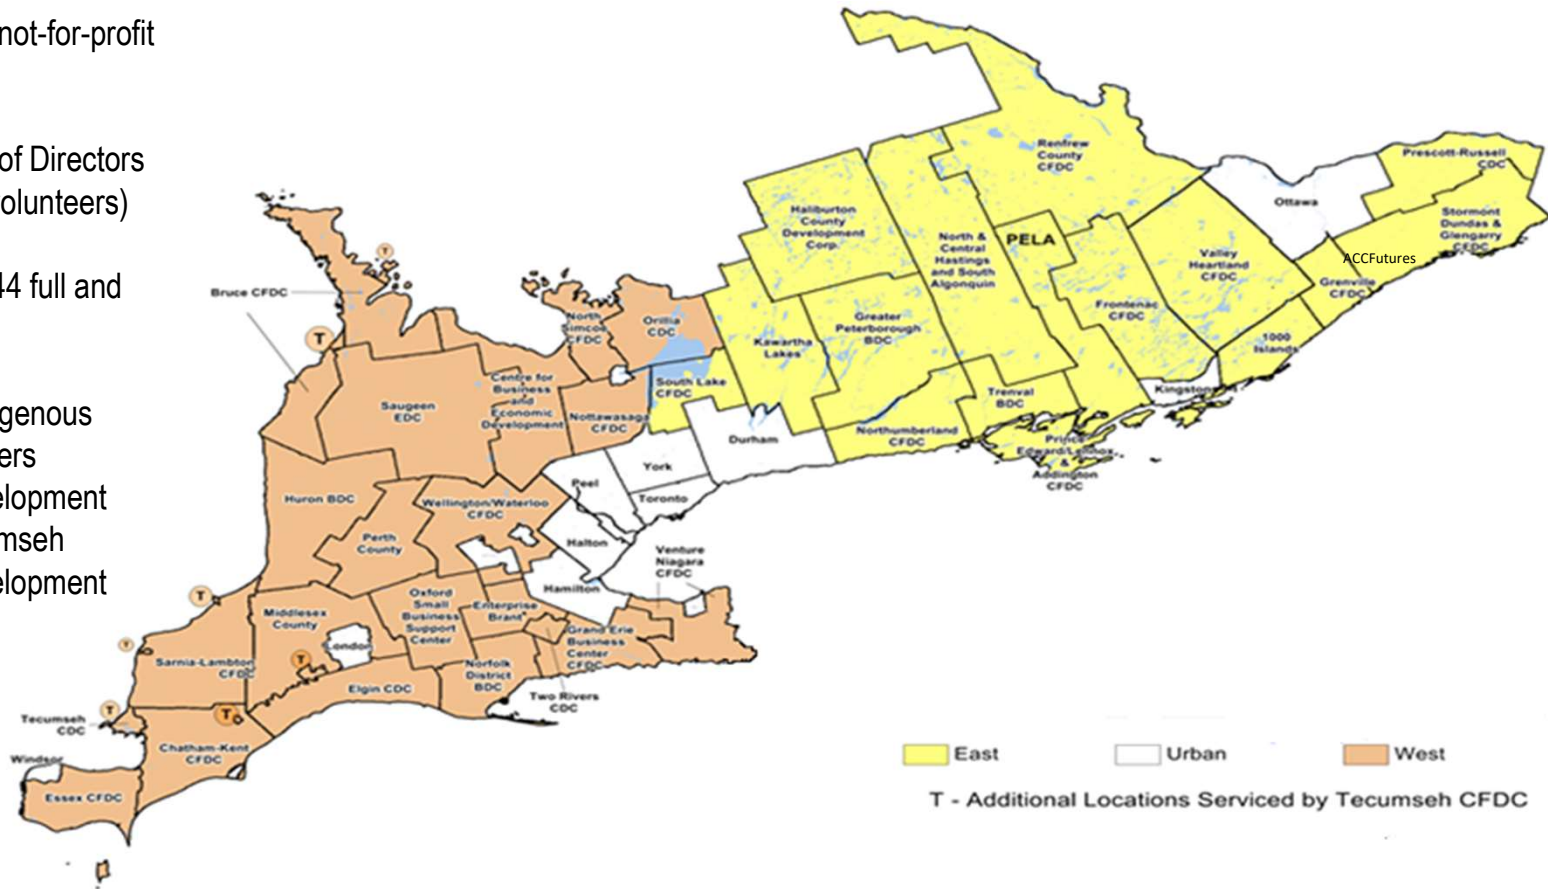 not-for-profit
of Directors
olunteers)
44 full and
genous
ers
elopment
mseh
elopment
Renfrew
County
CFDC
Prescott-Russell
CDC
Ottawa
Haliburton
County
Development
Corp.
North &
Central
Hastings
and South
Algonquin
PELA
Valley
Heartland
CFDC
Stormont
Dundas &
Glengarry
CFDC
ACCFutures
Grenville
CFDC
Frontenac
CFDC
1000
Islands
Bruce CFDC
T
T
North
Simcoe
CFDC
Orillia
CDC
Kawartha
Lakes
Greater
Peterborough
BDC
South Lake
CFDC
Trenval
BDC
Kingston
Saugeen
EDC
Centre for
Business
and
Economic
Development
Nottawasaga
CFDC
Durham
Northumberland
CFDC
Prince
Edward/Lennox
&
Addington
CFDC
York
Peel
Toronto
Huron BDC
Wellington/Waterloo
CFDC
Perth
County
Halton
Venture
Niagara
CFDC
Hamilton
T
Middlesex
County
Oxford
Small
Business
Support
Center
Enterprise
Brant
Grand Erie
Business
Center
CFDC
London
T
T
Sarnia-Lambton
CFDC
Elgin CDC
Norfolk
District
BDC
Two Rivers
CDC
T
T
Tecumseh
CDC
Chatham-Kent
CFDC
Windsor
Essex CFDC
East
Urban
West
T - Additional Locations Serviced by Tecumseh CFDC